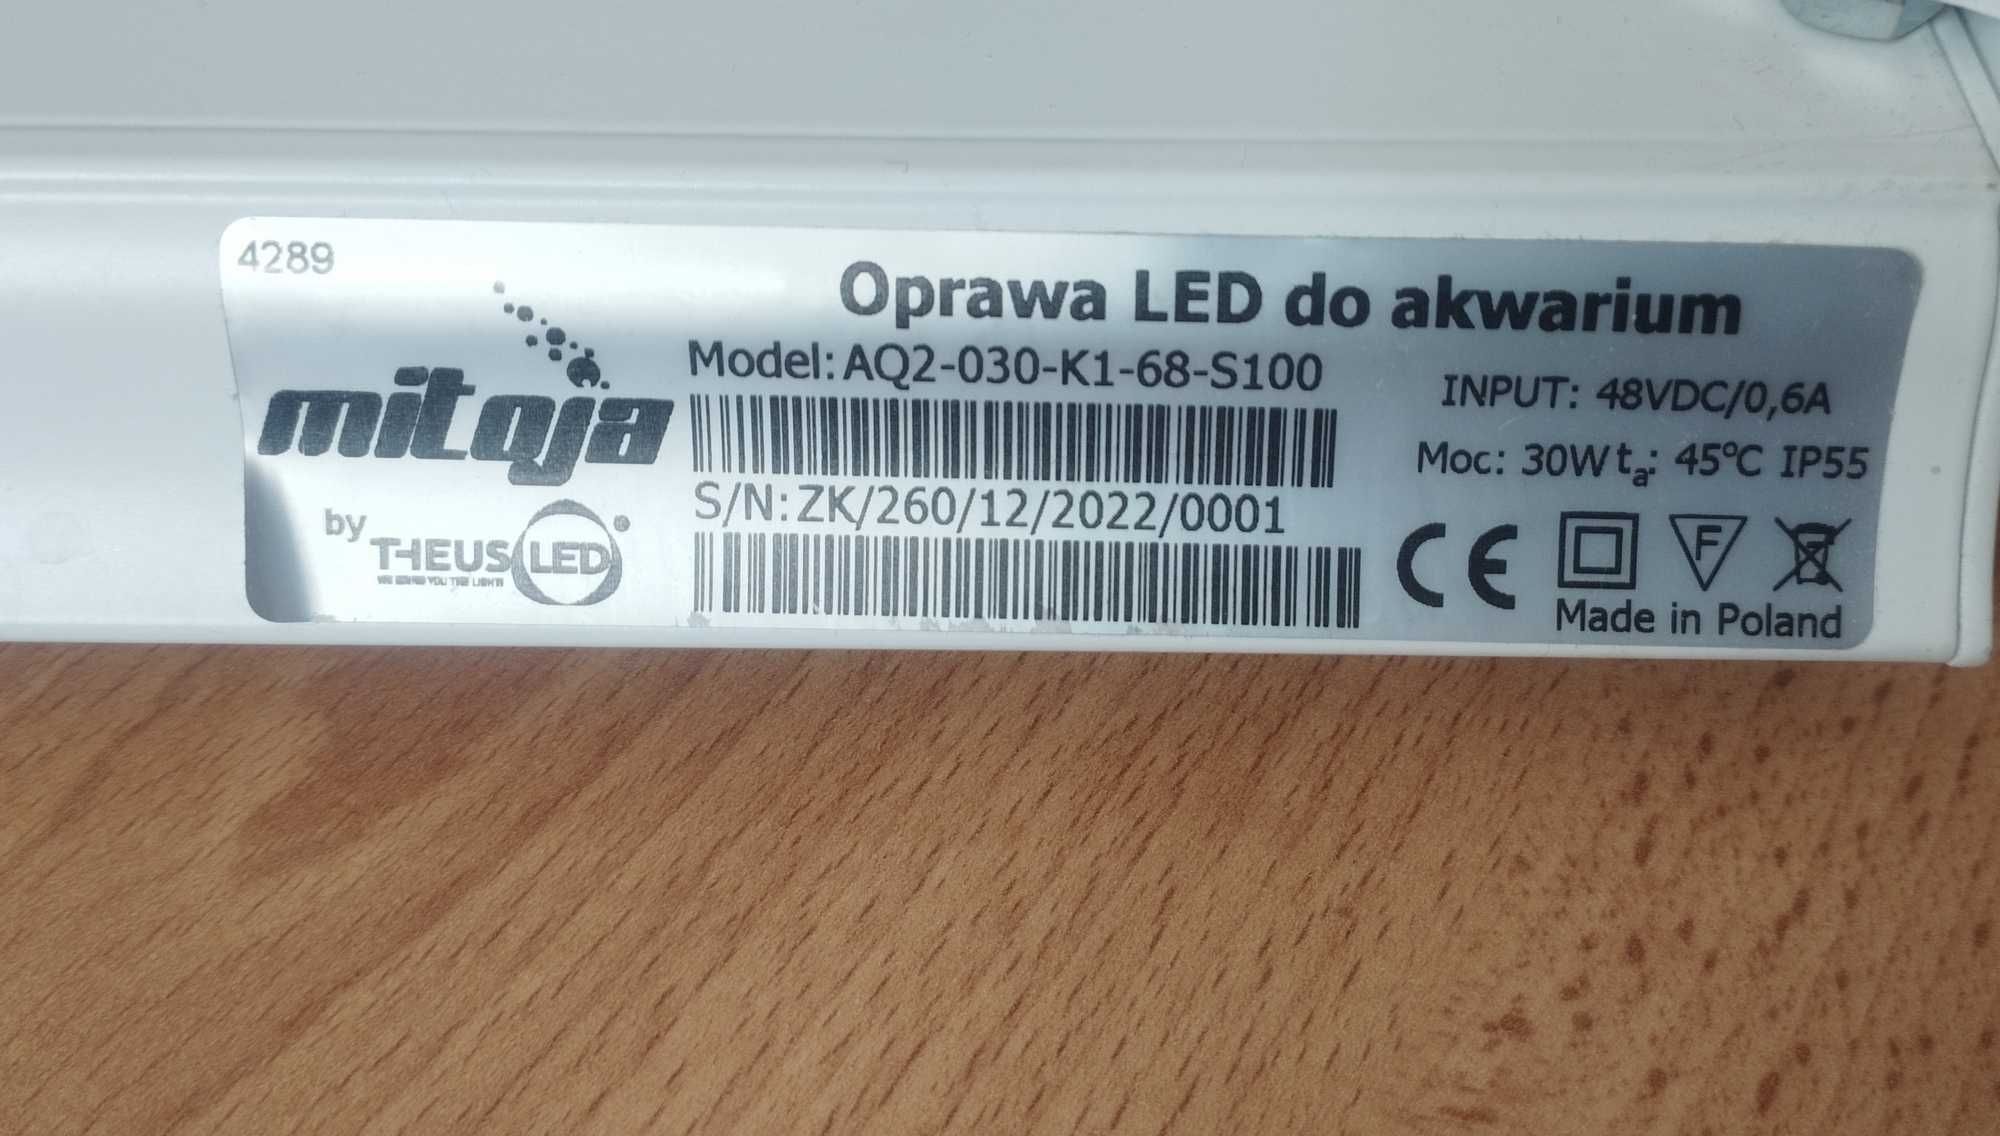 4289
Oprawa LED do akwarium
mitoja
Model: AQ2-030-K1-68-S100
INPUT: 48VDC/0,6A
Moc: 30W ta: 45°C IP55
S/N: ZK/260/12/2022/0001
by THEUS LED®
CE F
Made in Poland